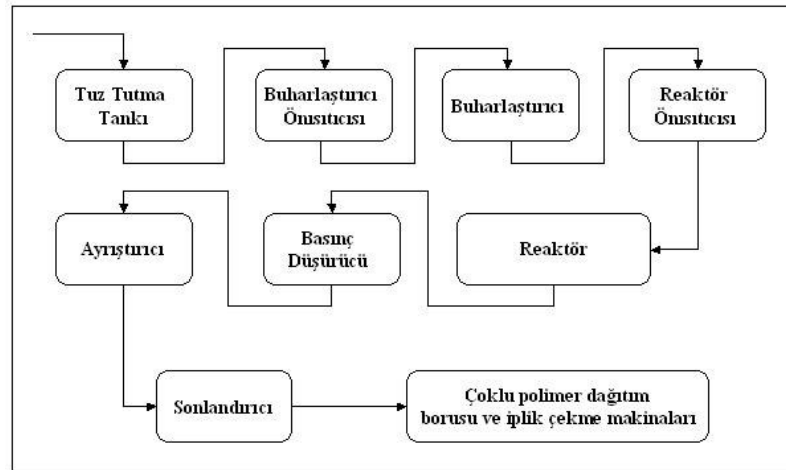 Tuz Tutma
Tankı
Buharlaştırıcı
Önısıtıcısı
Buharlaştırıcı
Reaktör
Önısıtıcısı
Ayrıştırıcı
Basınç
Düşürücü
Reaktör
Sonlandırıcı
Çoklu polimer dağıtım
borusu ve iplik çekme makinaları